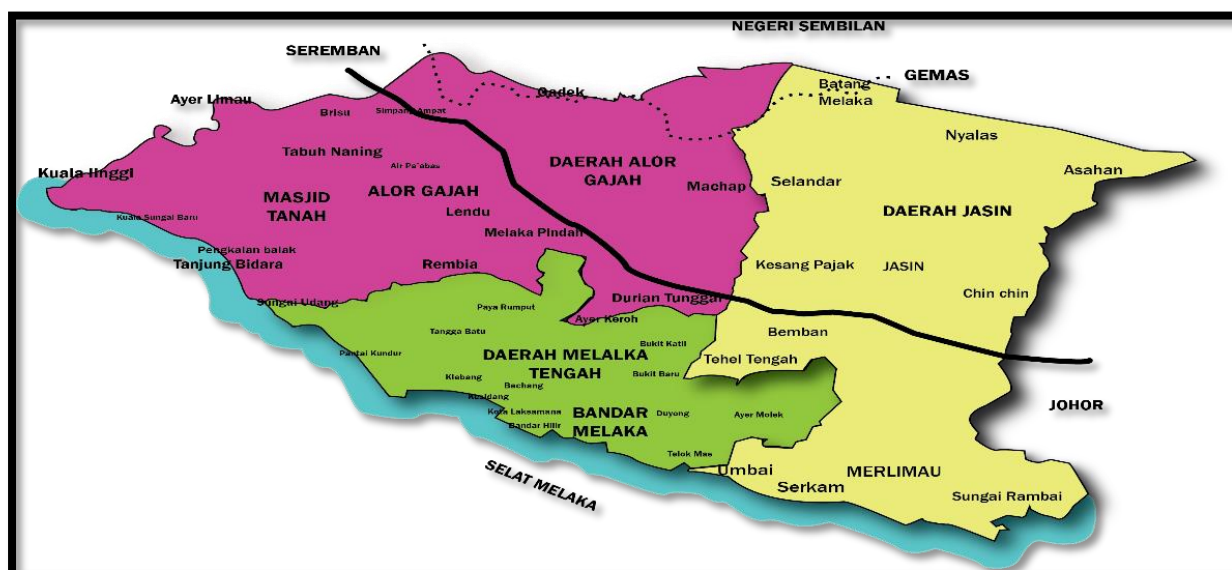 NEGERI SEMBILAN
SEREMBAN
GEMAS
Batang
Melaka
Gadek
Ayer Limau
Brisu
Simpang Ampat
Nyalas
Tabuh Naning
Air Pa'abas
DAERAH ALOR
GAJAH
Asahan
Kuala linggi
MASJID
TANAH
ALOR GAJAH
Machap
Selandar
Kuala Sungai Baru
Lendu
DAERAH JASIN
Melaka Pindah
Pengkalan balak
Tanjung Bidara
Rembia
Kesang Pajak
JASIN
Sungai Udang
Paya Rumput
Durian Tunggal
Chin chin
Ayer Keroh
Tangga Batu
Bukit Katil
Bemban
Pantai Kundur
DAERAH MELALKA
TENGAH
Tehel Tengah
Klebang
Bachang
Bukit Baru
Kota Laksamana
BANDAR
MELAKA
Duyong
Ayer Molek
JOHOR
Bandar Hilir
Telok Mas
SELAT MELAKA
Umbai
MERLIMAU
Serkam
Sungai Rambai